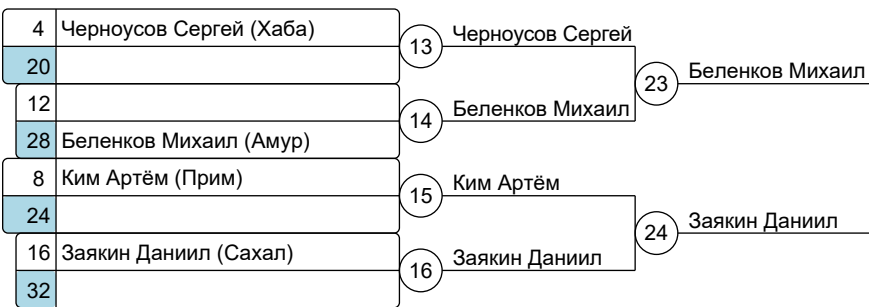 4 Черноусов Сергей (Хаба)
20
12
28 Беленков Михаил (Амур)
8 Ким Артём (Прим)
24
16 Заякин Даниил (Сахал)
32
13 Черноусов Сергей
14 Беленков Михаил
15 Ким Артём
16 Заякин Даниил
23 Беленков Михаил
24 Заякин Даниил